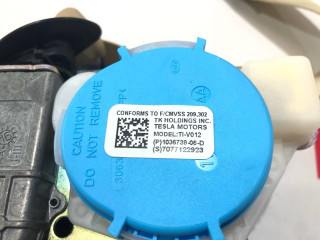 CAUTION
DO NOT REMOVE
CONFORMS TO F/CMVSS 209,302
TK HOLDINGS INC.
TESLA MOTORS
MODEL:TI-V012
(P)1036738-06-D
(S)7077122923